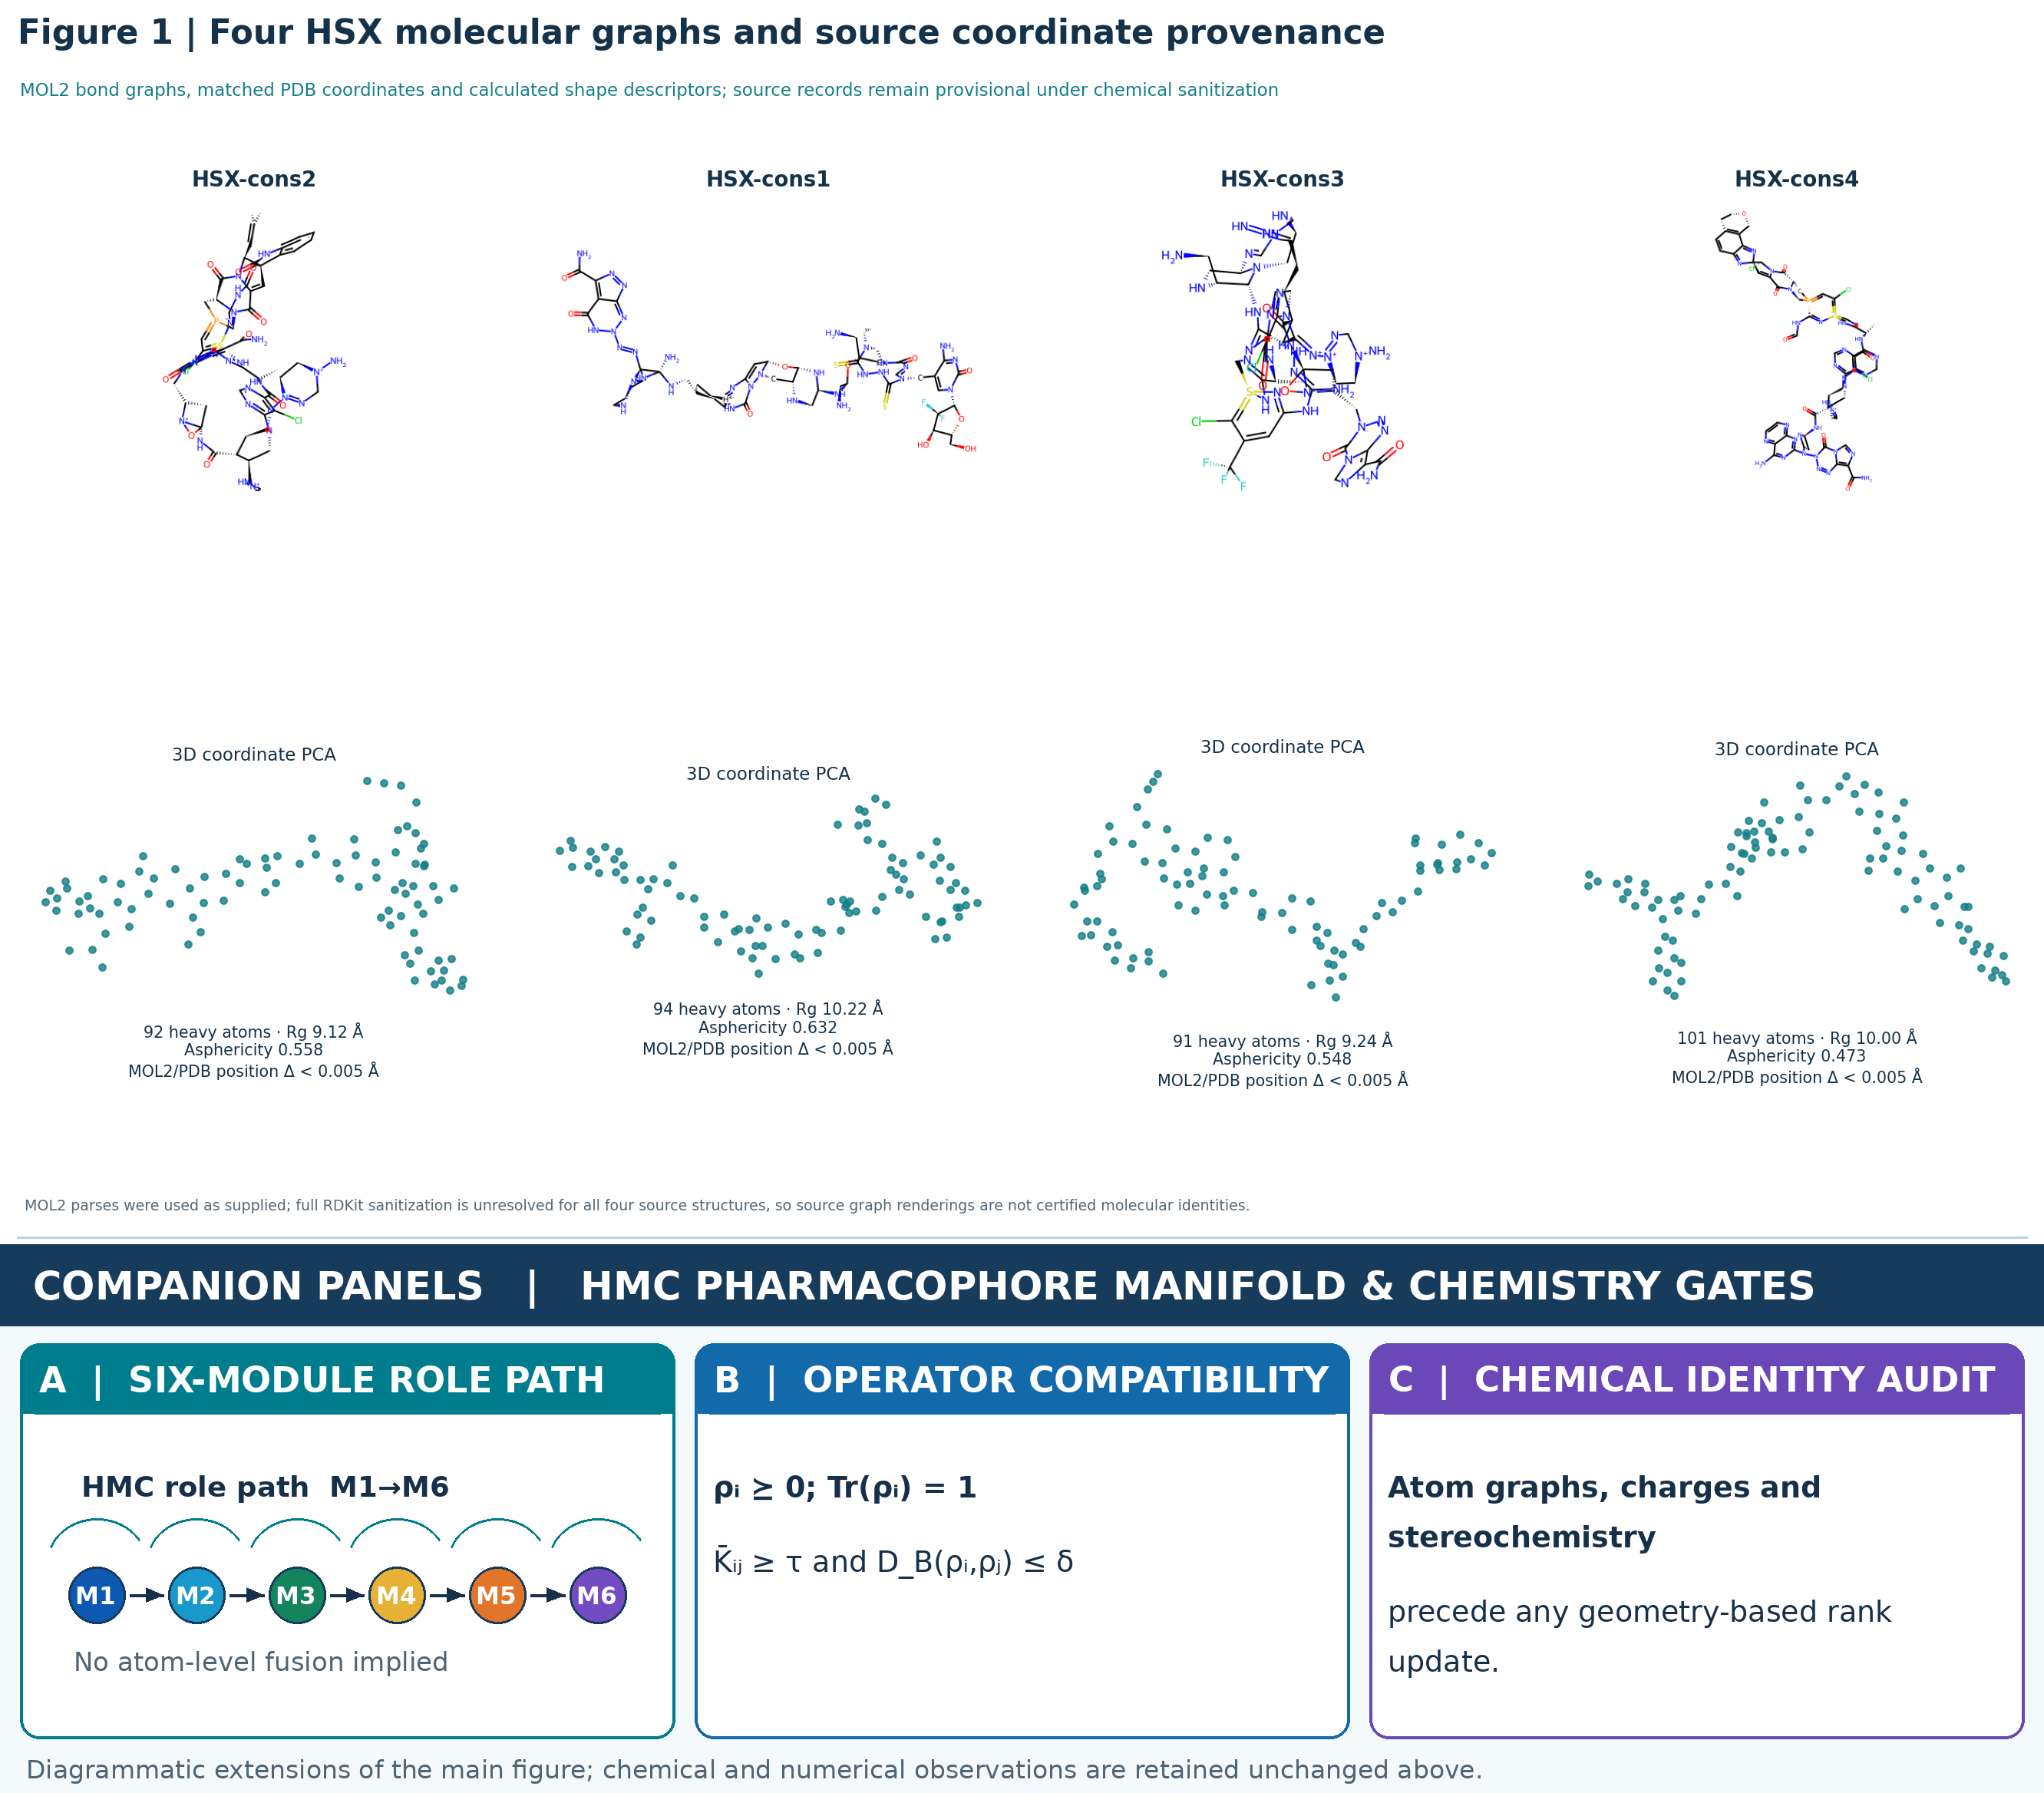 Figure 1 | Four HSX molecular graphs and source coordinate provenance
MOL2 bond graphs, matched PDB coordinates and calculated shape descriptors; source records remain provisional under chemical sanitization
HSX-cons2
HSX-cons1
HSX-cons3
HSX-cons4
3D coordinate PCA
3D coordinate PCA
3D coordinate PCA
3D coordinate PCA
92 heavy atoms · Rg 9.12 Å
Asphericity 0.558
MOL2/PDB position Δ < 0.005 Å
94 heavy atoms · Rg 10.22 Å
Asphericity 0.632
MOL2/PDB position Δ < 0.005 Å
91 heavy atoms · Rg 9.24 Å
Asphericity 0.548
MOL2/PDB position Δ < 0.005 Å
101 heavy atoms · Rg 10.00 Å
Asphericity 0.473
MOL2/PDB position Δ < 0.005 Å
MOL2 parses were used as supplied; full RDKit sanitization is unresolved for all four source structures, so source graph renderings are not certified molecular identities.
COMPANION PANELS | HMC PHARMACOPHORE MANIFOLD & CHEMISTRY GATES
A | SIX-MODULE ROLE PATH
HMC role path M1→M6
M1 M2 M3 M4 M5 M6
No atom-level fusion implied
B | OPERATOR COMPATIBILITY
ρᵢ ⪰ 0; Tr(ρᵢ) = 1
K̄ᵢⱼ ≥ τ and D_B(ρᵢ,ρⱼ) ≤ δ
C | CHEMICAL IDENTITY AUDIT
Atom graphs, charges and
stereochemistry
precede any geometry-based rank
update.
Diagrammatic extensions of the main figure; chemical and numerical observations are retained unchanged above.